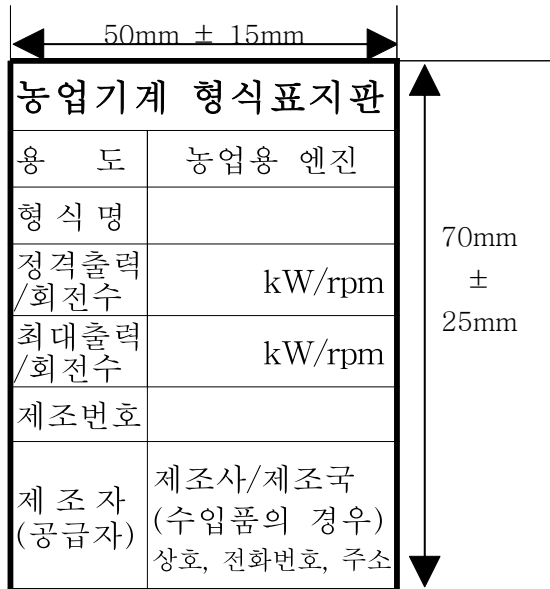 50mm ± 15mm
농업기계 형식표지판
용 도 농업용 엔진
형 식 명
정격출력
/회전수 kW/rpm
최대출력
/회전수 kW/rpm
제조번호
제 조 자
(공급자)
제조사/제조국
(수입품의 경우)
상호, 전화번호, 주소
70mm
±
25mm